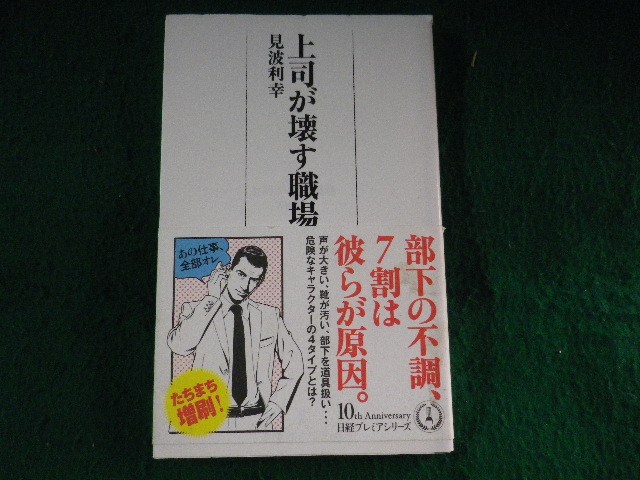 上司が壊す職場
見波利幸
部下の不調、
7割は
彼らが原因。
声が大きい、靴が汚い、部下を道具扱い…
危険なキャラクターの4タイプとは?
あの仕事、
全部オレ。
たちまち
増刷!
10th Anniversary
日経プレミアシリーズ